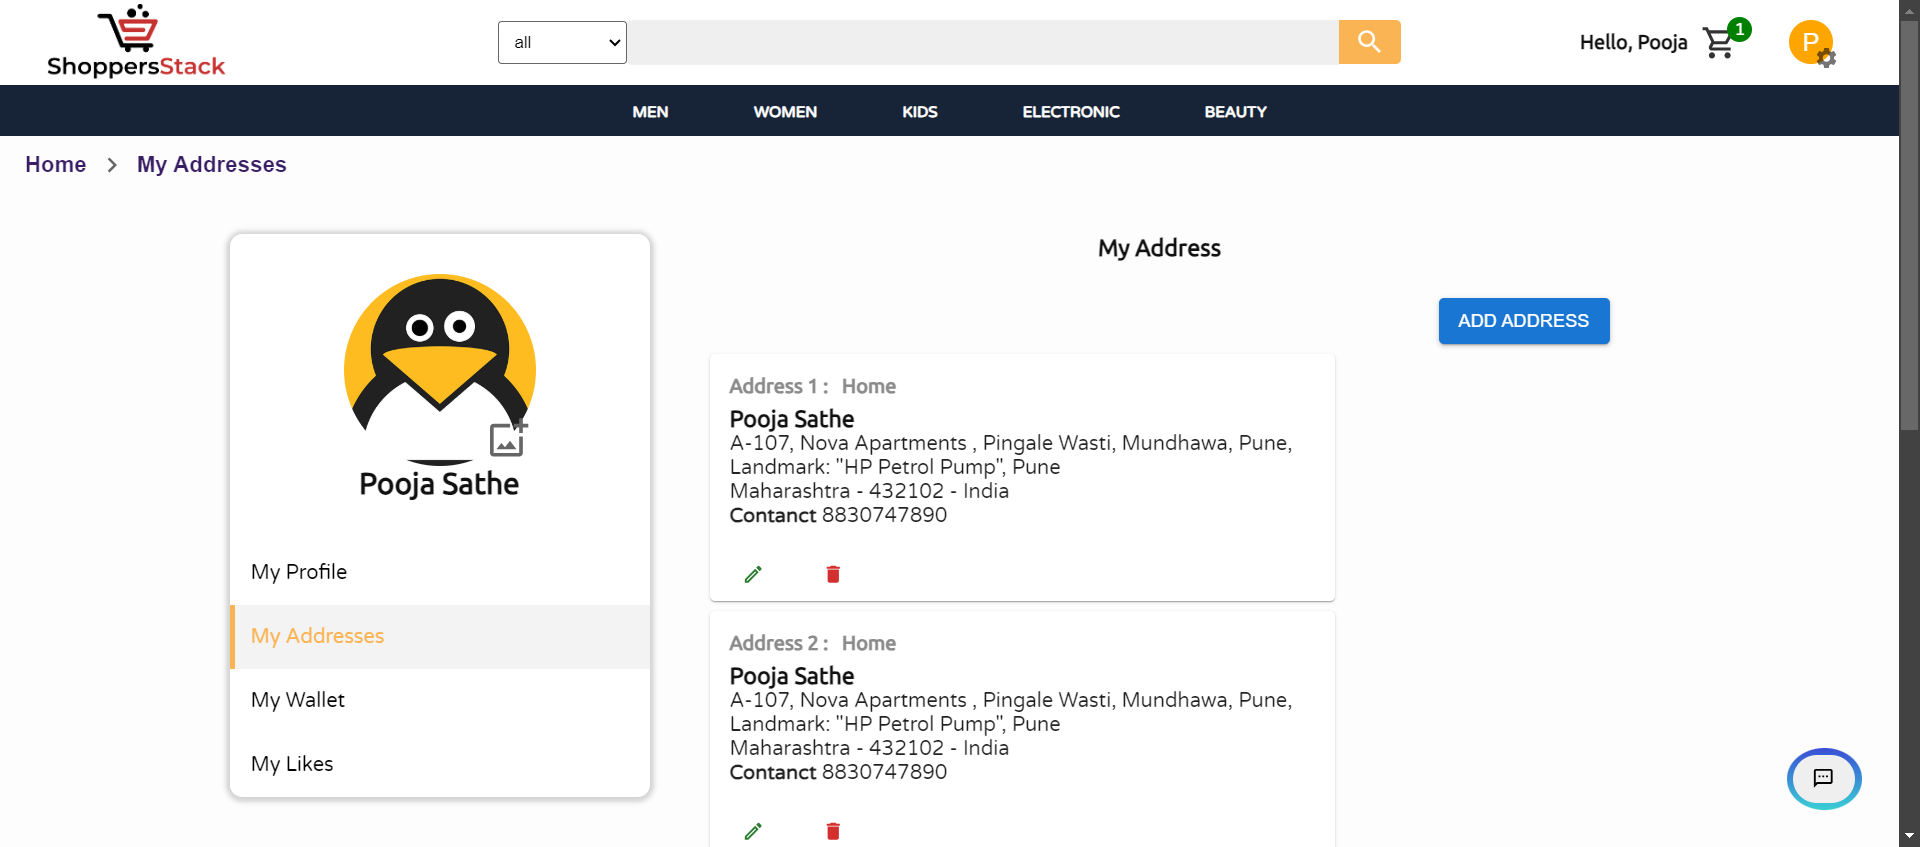 ShoppersStack
all
Hello, Pooja
1
P
MEN WOMEN KIDS ELECTRONIC BEAUTY
Home > My Addresses
Pooja Sathe
My Profile
My Addresses
My Wallet
My Likes
My Address
ADD ADDRESS
Address 1 : Home
Pooja Sathe
A-107, Nova Apartments , Pingale Wasti, Mundhawa, Pune,
Landmark: "HP Petrol Pump", Pune
Maharashtra - 432102 - India
Contanct 8830747890
Address 2 : Home
Pooja Sathe
A-107, Nova Apartments , Pingale Wasti, Mundhawa, Pune,
Landmark: "HP Petrol Pump", Pune
Maharashtra - 432102 - India
Contanct 8830747890